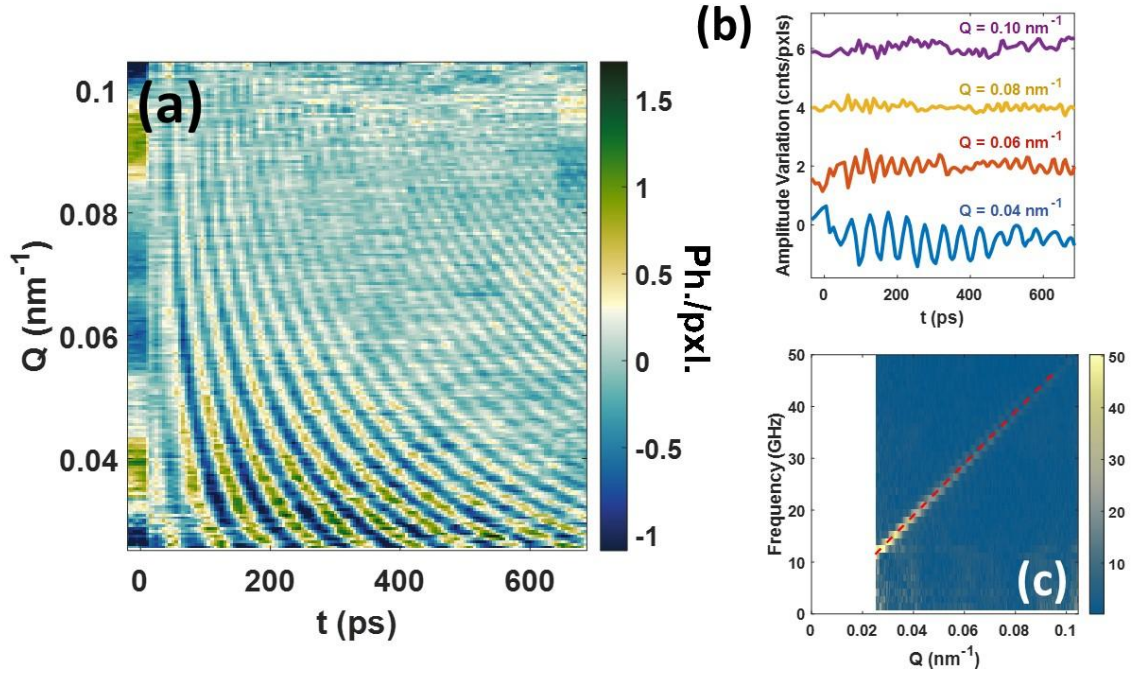 (a)
0.1
0.08
0.06
0.04
Q (nm-1)
0 200 400 600
t (ps)
1.5
1
0.5
0
-0.5
-1
Ph./pxl.
(b)
Amplitude Variation (cnts/pxls)
6
4
2
0
Q = 0.10 nm-1
Q = 0.08 nm-1
Q = 0.06 nm-1
Q = 0.04 nm-1
0 200 400 600
t (ps)
Frequency (GHz)
50
40
30
20
10
0
(c)
0 0.02 0.04 0.06 0.08 0.1
Q (nm-1)
50
40
30
20
10